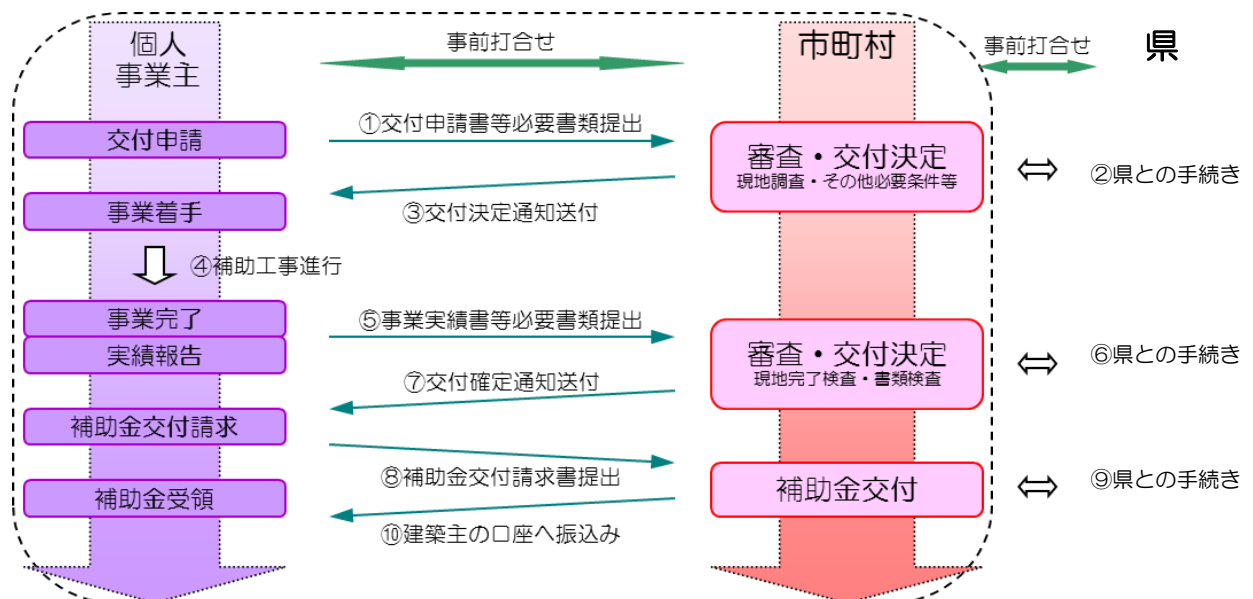 個人
事業主
事前打合せ
市町村
事前打合せ
県
交付申請
①交付申請書等必要書類提出
審査・交付決定
現地調査・その他必要条件等
②県との手続き
事業着手
③交付決定通知送付
④補助工事進行
事業完了
⑤事業実績書等必要書類提出
実績報告
審査・交付決定
現地完了検査・書類検査
⑥県との手続き
⑦交付確定通知送付
補助金交付請求
⑧補助金交付請求書提出
補助金交付
⑨県との手続き
補助金受領
⑩建築主の口座へ振込み